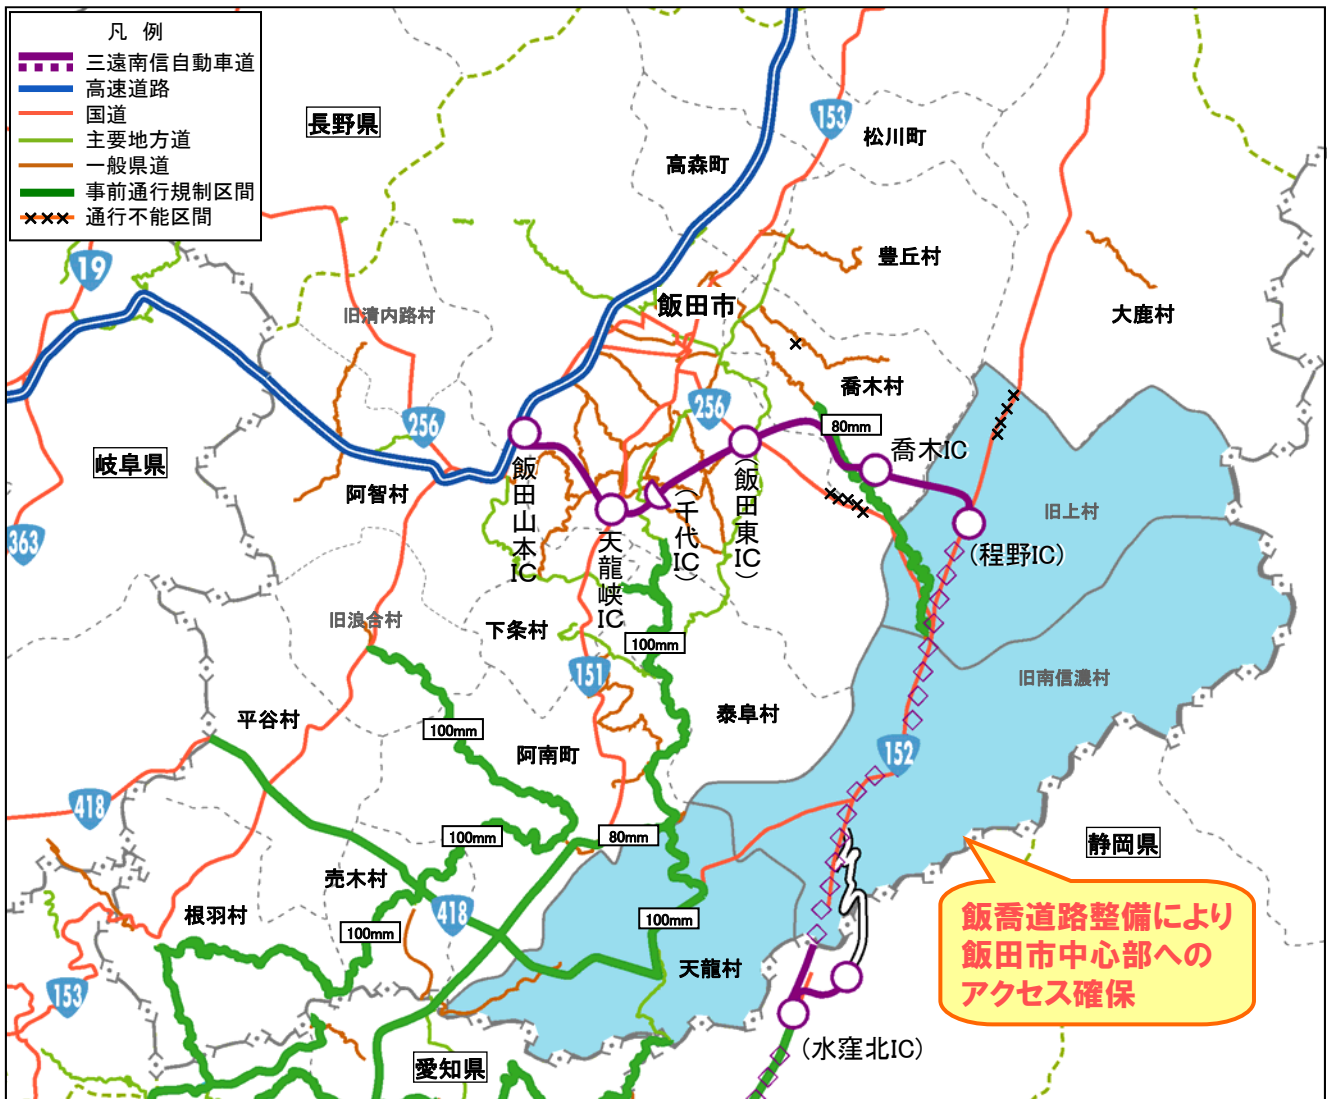 凡 例
三遠南信自動車道
高速道路
国道
主要地方道
一般県道
事前通行規制区間
通行不能区間
長野県
153
松川町
高森町
豊丘村
19
飯田市
大鹿村
旧清内路村
喬木村
256
256
80mm
喬木IC
岐阜県
阿智村
飯田山本IC
(飯田東IC)
(千代IC)
天龍峡IC
旧上村
363
(程野IC)
旧浪合村
下条村
100mm
151
旧南信濃村
平谷村
100mm
泰阜村
阿南町
152
418
100mm
80mm
静岡県
売木村
418
根羽村
100mm
100mm
飯喬道路整備により
飯田市中心部への
アクセス確保
天龍村
153
(水窪北IC)
愛知県